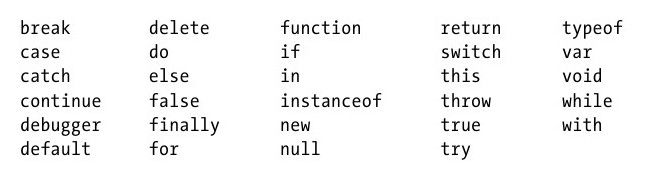 break delete function return typeof
case do if switch var
catch else in this void
continue false instanceof throw while
debugger finally new true with
default for null try